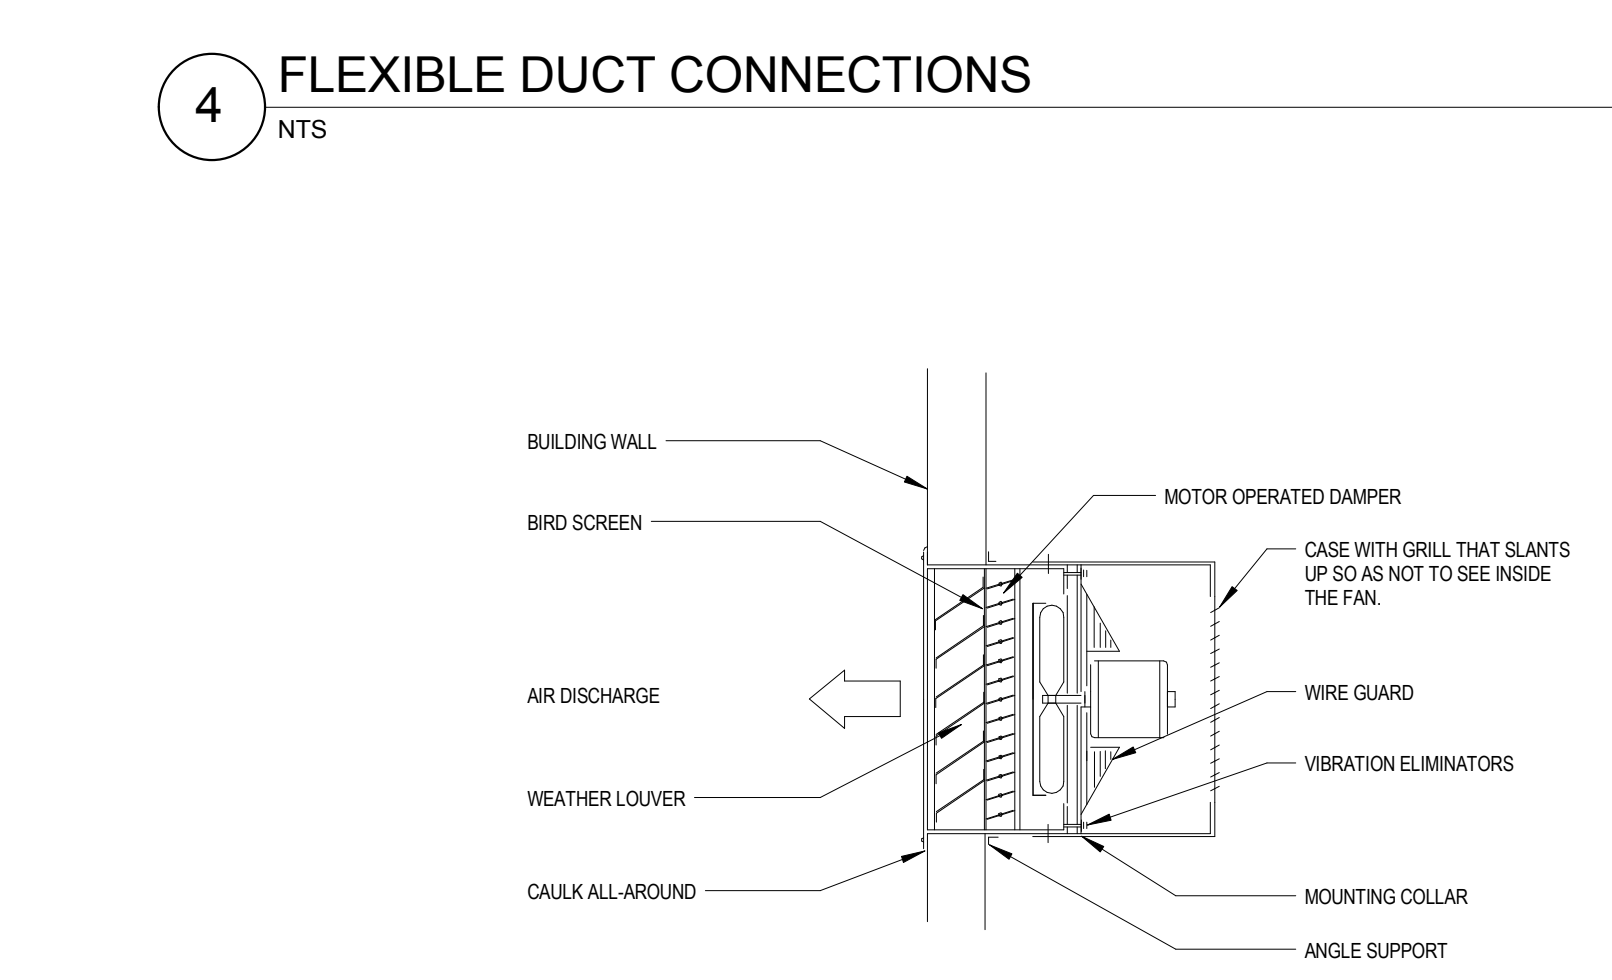 4
FLEXIBLE DUCT CONNECTIONS
NTS
BUILDING WALL
BIRD SCREEN
AIR DISCHARGE
WEATHER LOUVER
CAULK ALL-AROUND
MOTOR OPERATED DAMPER
CASE WITH GRILL THAT SLANTS
UP SO AS NOT TO SEE INSIDE
THE FAN.
WIRE GUARD
VIBRATION ELIMINATORS
MOUNTING COLLAR
ANGLE SUPPORT